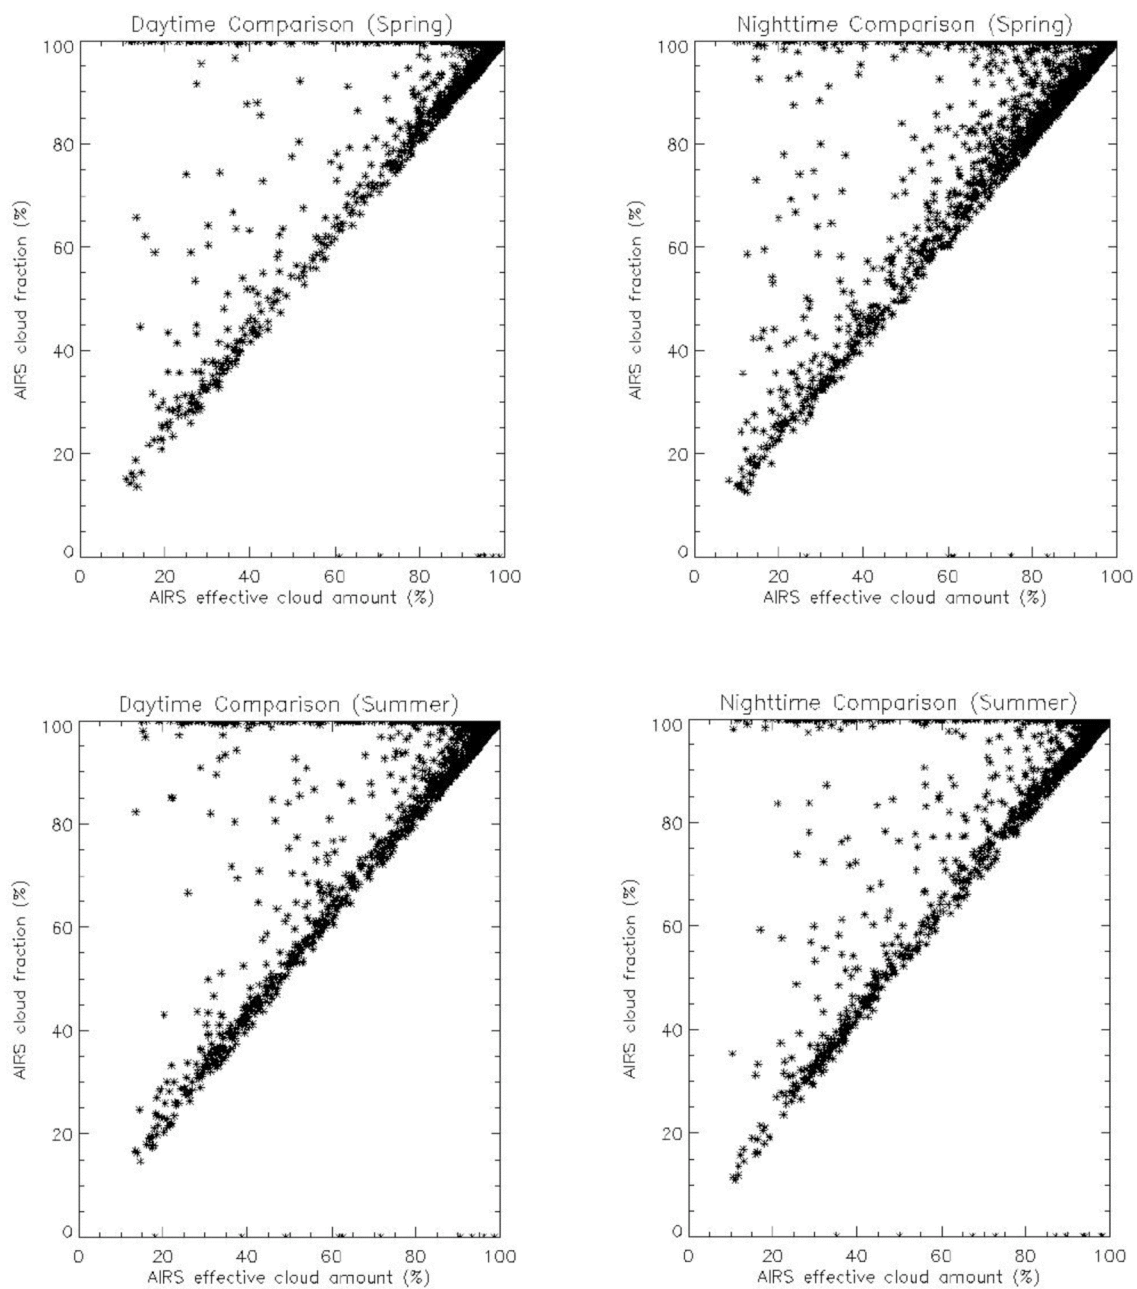 Daytime Comparison (Spring)
100
80
60
40
20
0
AIRS cloud fraction (%)
0 20 40 60 80 100
AIRS effective cloud amount (%)
Nighttime Comparison (Spring)
100
80
60
40
20
0
AIRS cloud fraction (%)
0 20 40 60 80 100
AIRS effective cloud amount (%)
Daytime Comparison (Summer)
100
80
60
40
20
0
AIRS cloud fraction (%)
0 20 40 60 80 100
AIRS effective cloud amount (%)
Nighttime Comparison (Summer)
100
80
60
40
20
0
AIRS cloud fraction (%)
0 20 40 60 80 100
AIRS effective cloud amount (%)